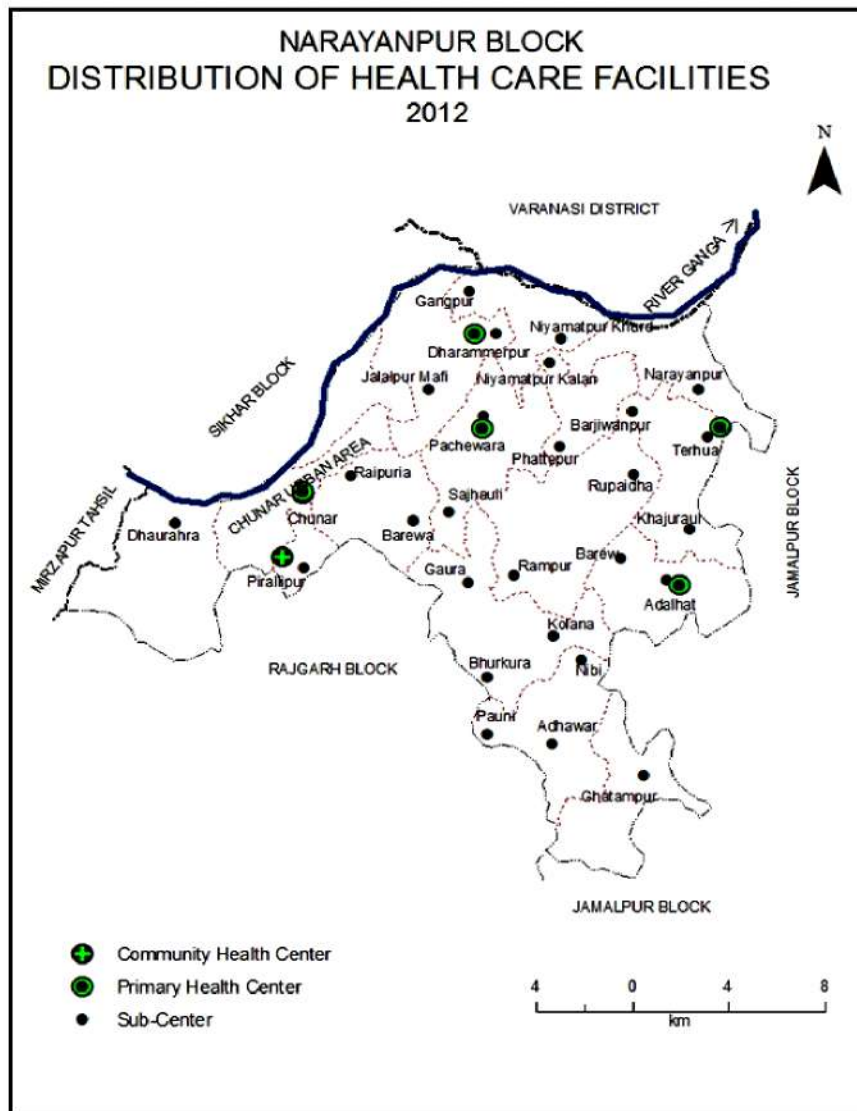 NARAYANPUR BLOCK
DISTRIBUTION OF HEALTH CARE FACILITIES
2012
N
VARANASI DISTRICT
RIVER GANGA
SIKHAR BLOCK
MIRZAPUR TAHSIL
CHUNAR URBAN AREA
JAMALPUR BLOCK
RAJGARH BLOCK
JAMALPUR BLOCK
Gangpur
Niyamatpur Khurd
Dharammerpur
Jalalpur Mafi
Niyamatpur Kalan
Narayanpur
Barjiwanpur
Pachewara
Phattepur
Terhua
Raipuria
Rupaidha
Sajhauli
Chunar
Dhaurahra
Barewa
Khajuraul
Pirallipur
Gaura
Rampur
Barew
Adalhat
Kolana
Bhurkura
Nibi
Pauni
Adhawar
Ghatampur
Community Health Center
Primary Health Center
Sub-Center
4 0 4 8
km